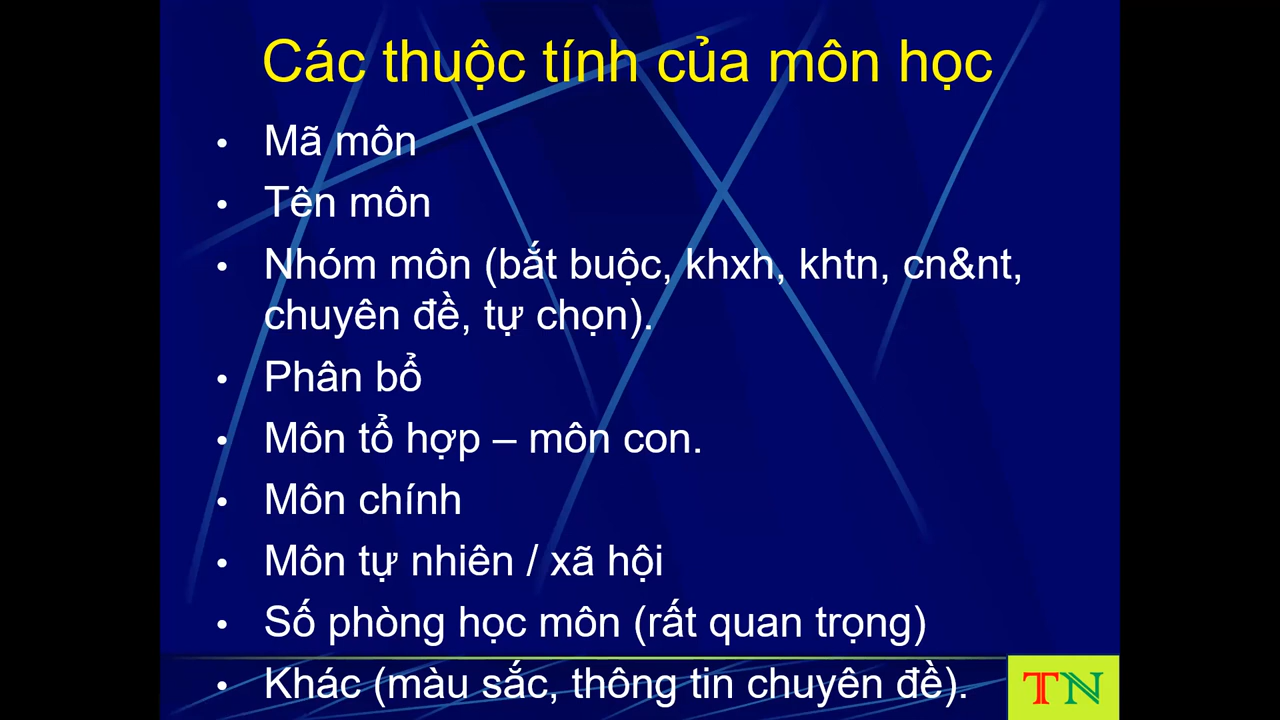 Các thuộc tính của môn học
• Mã môn
• Tên môn
• Nhóm môn (bắt buộc, khxh, khtn, cn&nt,
chuyên đề, tự chọn).
• Phân bổ
• Môn tổ hợp – môn con.
• Môn chính
• Môn tự nhiên / xã hội
• Số phòng học môn (rất quan trọng)
• Khác (màu sắc, thông tin chuyên đề).
TN